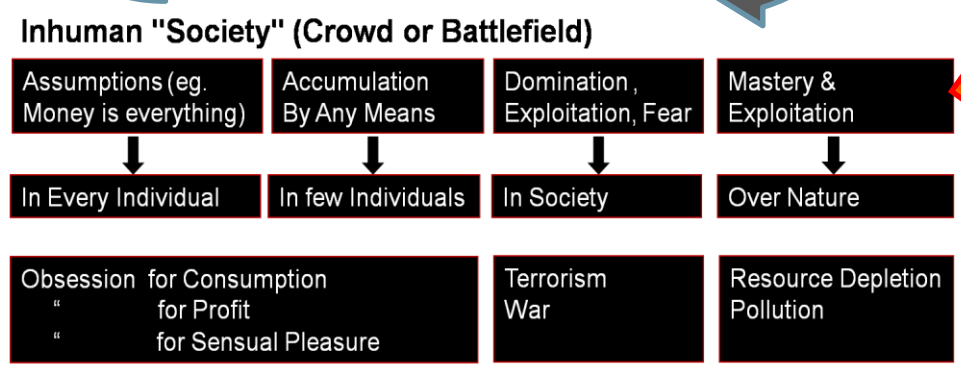 Inhuman "Society" (Crowd or Battlefield)
Assumptions (eg.
Money is everything)
Accumulation
By Any Means
Domination ,
Exploitation, Fear
Mastery &
Exploitation
In Every Individual
In few Individuals
In Society
Over Nature
Obsession for Consumption
“ for Profit
“ for Sensual Pleasure
Terrorism
War
Resource Depletion
Pollution